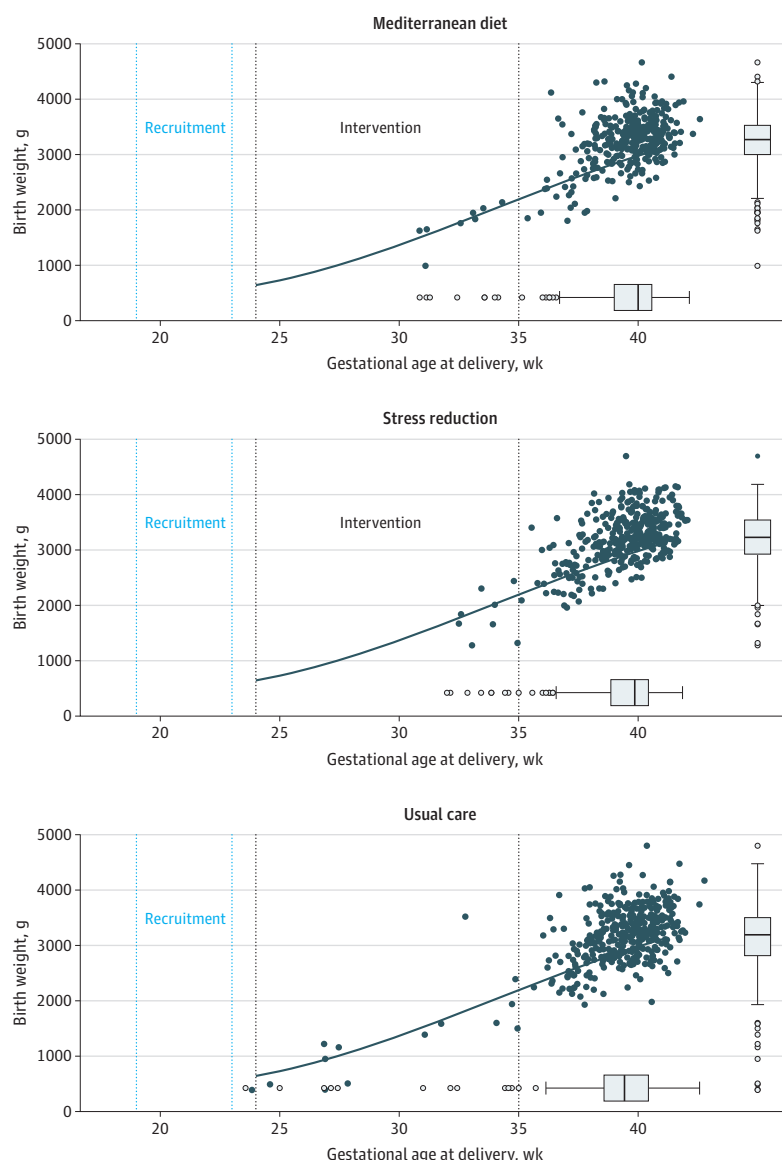 Mediterranean diet
5000
4000
3000
2000
1000
0
Birth weight, g
Recruitment
Intervention
20
25
30
35
40
Gestational age at delivery, wk
Stress reduction
5000
4000
3000
2000
1000
0
Birth weight, g
Recruitment
Intervention
20
25
30
35
40
Gestational age at delivery, wk
Usual care
5000
4000
3000
2000
1000
0
Birth weight, g
Recruitment
20
25
30
35
40
Gestational age at delivery, wk